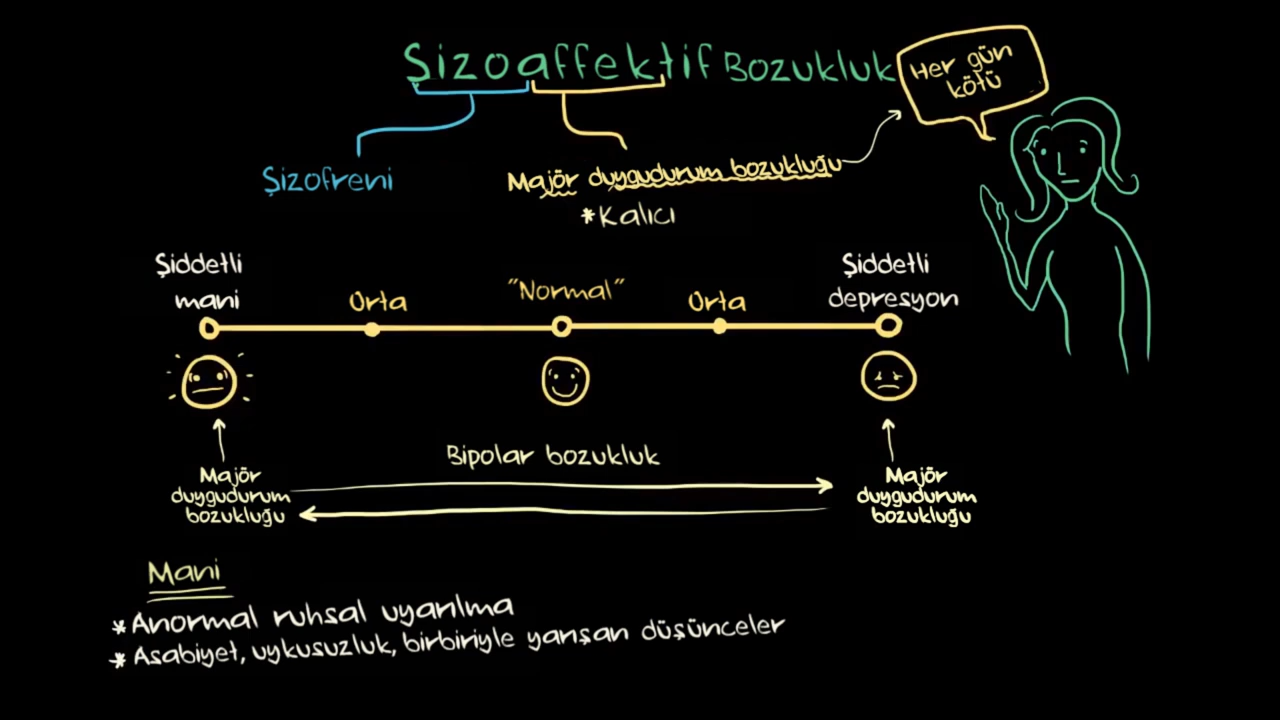 Şizoaffektif Bozukluk
Her gün
kötü
Şizofreni
Majör duygudurum bozukluğu
*Kalıcı
Şiddetli
mani
Orta
"Normal"
Orta
Şiddetli
depresyon
Bipolar bozukluk
Majör
duygudurum
bozukluğu
Majör
duygudurum
bozukluğu
Mani
*Anormal ruhsal uyarılma
*Asabiyet, uykusuzluk, birbiriyle yarışan düşünceler